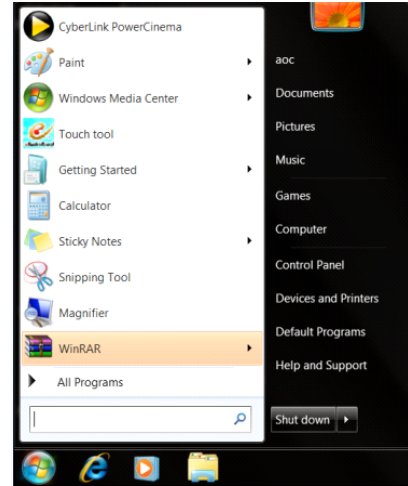 CyberLink PowerCinema
Paint
Windows Media Center
Touch tool
Getting Started
Calculator
Sticky Notes
Snipping Tool
Magnifier
WinRAR
All Programs
aoc
Documents
Pictures
Music
Games
Computer
Control Panel
Devices and Printers
Default Programs
Help and Support
Shut down